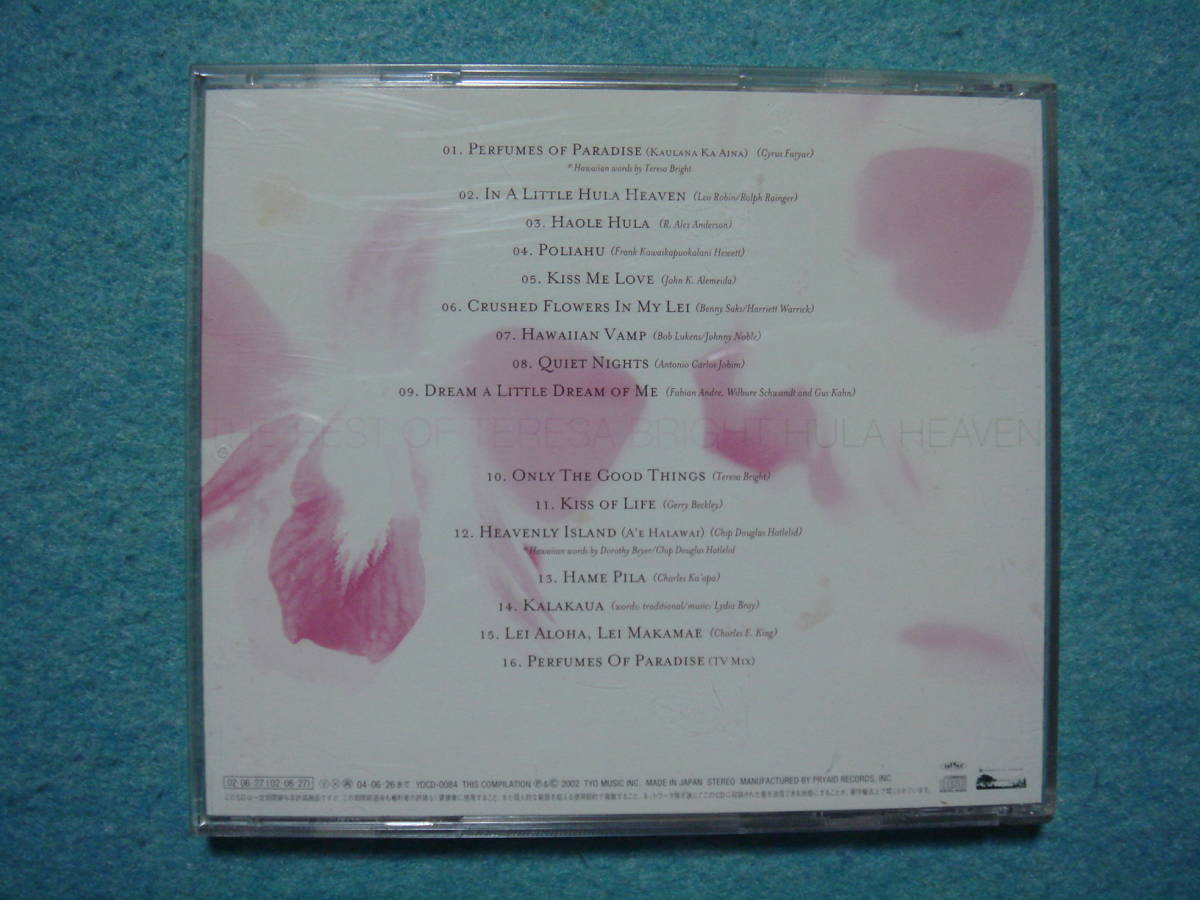 01. PERFUMES OF PARADISE (KAULANA KA AINA) (Cyrus Faryar)
*Hawaiian words by Teresa Bright
02. IN A LITTLE HULA HEAVEN (Leo Robin/Ralph Rainger)
03. HAOLE HULA (R. Alex Anderson)
04. POLIAHU (Frank Kawaikapuokalani Hewett)
05. KISS ME LOVE (John K. Alemeida)
06. CRUSHED FLOWERS IN MY LEI (Benny Saks/Harriett Warrick)
07. HAWAIIAN VAMP (Bob Lukens/Johnny Noble)
08. QUIET NIGHTS (Antonio Carlos Jobim)
09. DREAM A LITTLE DREAM OF ME (Fabian Andre, Wilbure Schwandt and Gus Kahn)
THE BEST OF TERESA BRIGHT HULA HEAVEN
10. ONLY THE GOOD THINGS (Teresa Bright)
11. KISS OF LIFE (Gerry Beckley)
12. HEAVENLY ISLAND (A'E HALAWAI) (Chip Douglas Hatlelid)
*Hawaiian words by Dorothy Beyer/Chip Douglas Hatlelid
13. HAME PILA (Charles Ka'apa)
14. KALAKAUA (words: traditional/music: Lydia Bray)
15. LEI ALOHA, LEI MAKAMAE (Charles E. King)
16. PERFUMES OF PARADISE (TV MIX)
02·06·27 (02·06·27) 04-06-26まで YDCD-0084 THIS COMPILATION ℗&© 2002 TYO MUSIC INC. MADE IN JAPAN STEREO MANUFACTURED BY PRYAID RECORDS, INC.